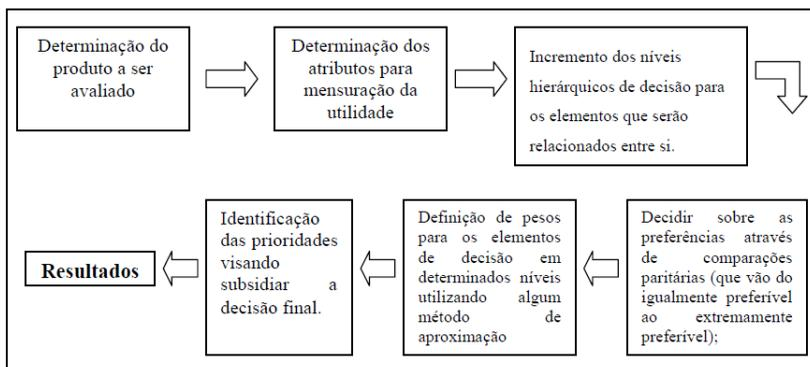 Determinação do
produto a ser
avaliado
Determinação dos
atributos para
mensuração da
utilidade
Incremento dos níveis
hierárquicos de decisão para
os elementos que serão
relacionados entre si.
Decidir sobre as
preferências através
de comparações
paritárias (que vão do
igualmente preferível
ao extremamente
preferível);
Definição de pesos
para os elementos
de decisão em
determinados níveis
utilizando algum
método de
aproximação
Identificação
das prioridades
visando
subsidiar a
decisão final.
Resultados